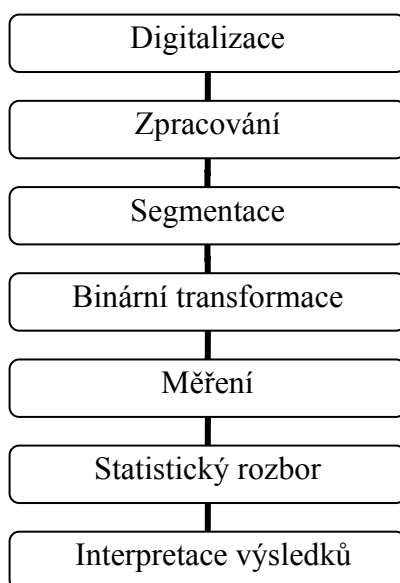 Digitalizace
Zpracování
Segmentace
Binární transformace
Měření
Statistický rozbor
Interpretace výsledků